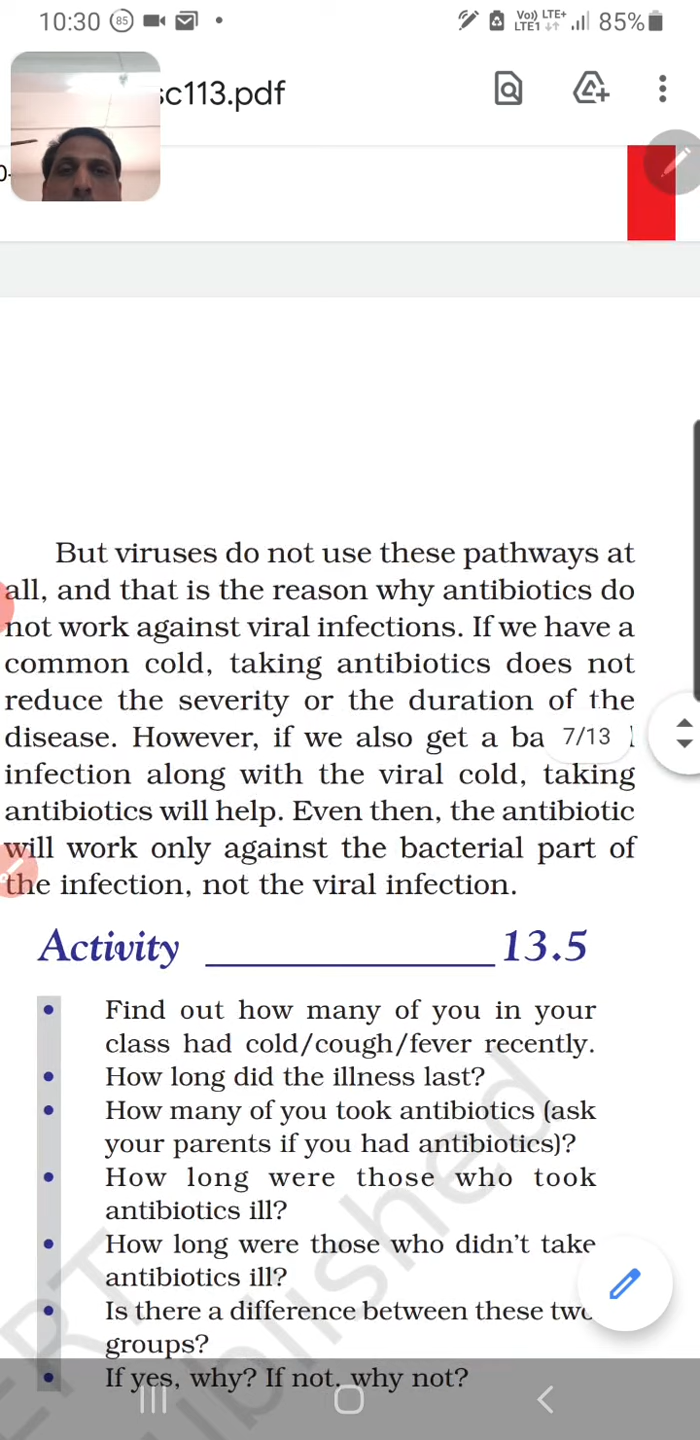 10:30 85
Vo)) LTE+
LTE1 85%
sc113.pdf
But viruses do not use these pathways at
all, and that is the reason why antibiotics do
not work against viral infections. If we have a
common cold, taking antibiotics does not
reduce the severity or the duration of the
disease. However, if we also get a ba 7/13 l
infection along with the viral cold, taking
antibiotics will help. Even then, the antibiotic
will work only against the bacterial part of
the infection, not the viral infection.
Activity 13.5
• Find out how many of you in your
class had cold/cough/fever recently.
• How long did the illness last?
• How many of you took antibiotics (ask
your parents if you had antibiotics)?
• How long were those who took
antibiotics ill?
• How long were those who didn't take
antibiotics ill?
• Is there a difference between these two
groups?
• If yes, why? If not, why not?